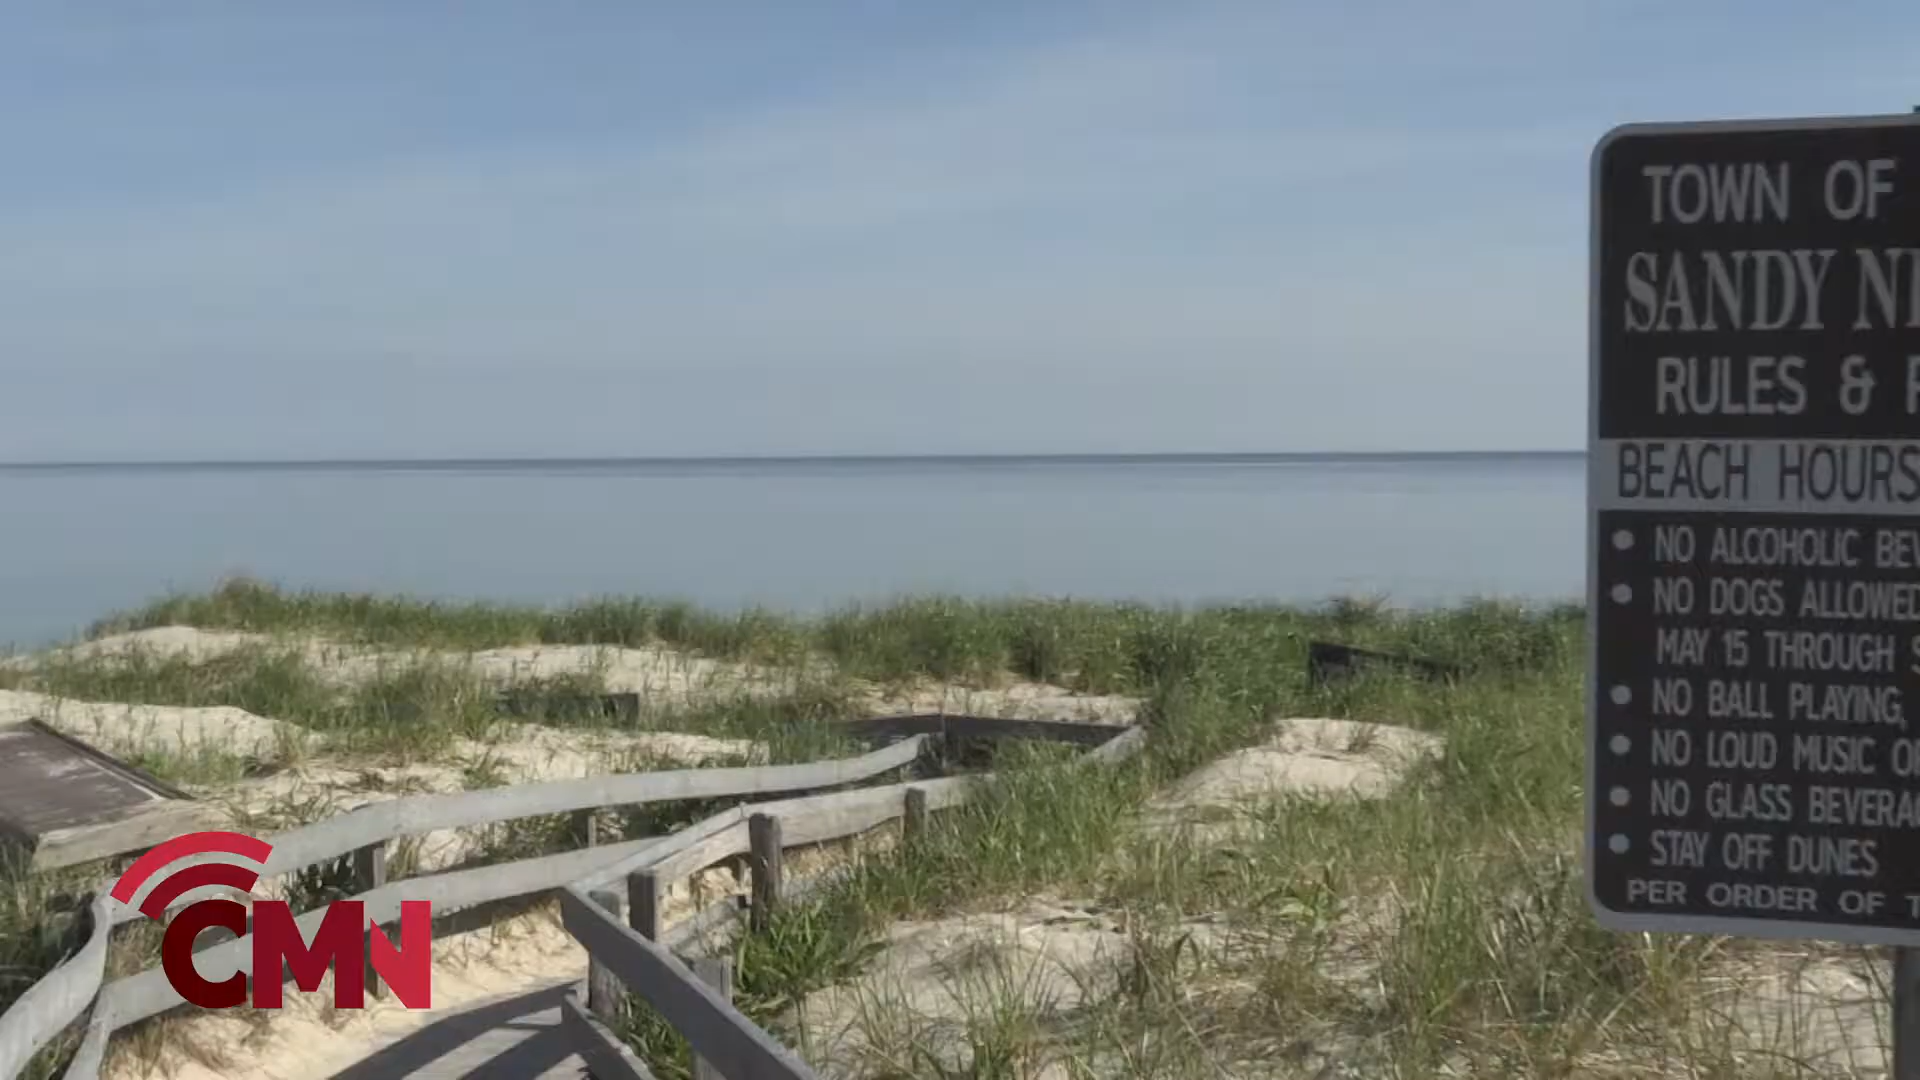 TOWN OF
SANDY
RULES &
BEACH HOURS
• NO ALCOHOLIC
• NO DOGS ALLOWED
MAY 15 THROUGH
• NO BALL PLAYING,
• NO LOUD MUSIC
• NO GLASS
• STAY OFF DUNES
PER ORDER OF
CMN